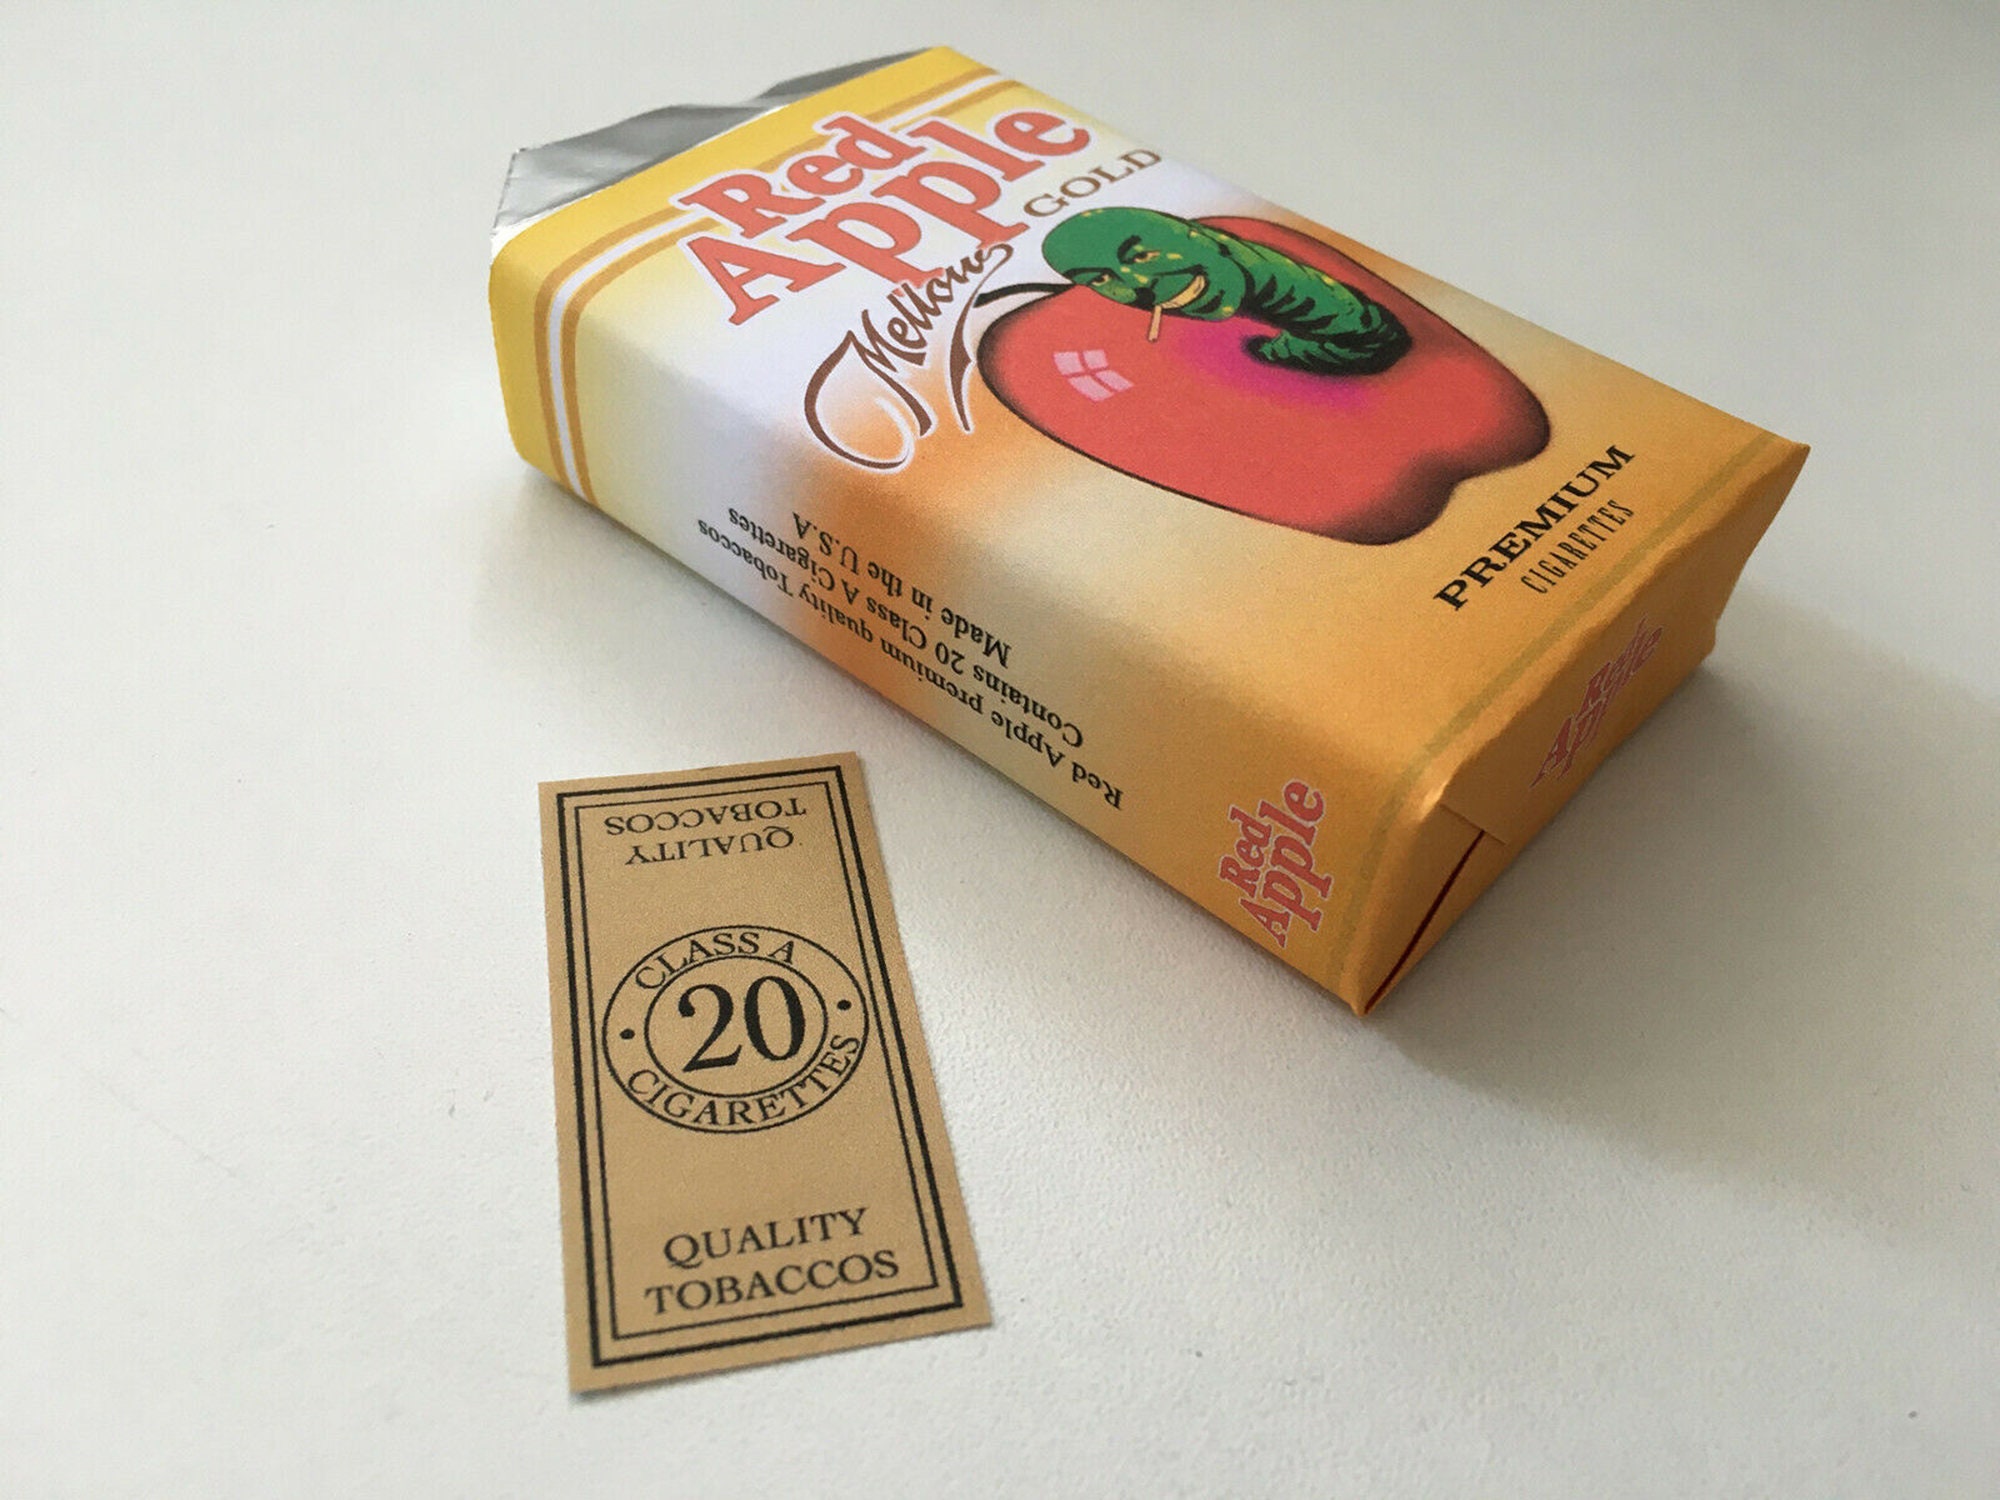 Red
Apple
GOLD
Mellows
PREMIUM
CIGARETTES
Red Apple premium quality Tobaccos
Contains 20 Class A Cigarettes
Made in the U.S.A
Red
Apple
Red
Apple
QUALITY
TOBACCOS
CLASS A
20
CIGARETTES
QUALITY
TOBACCOS